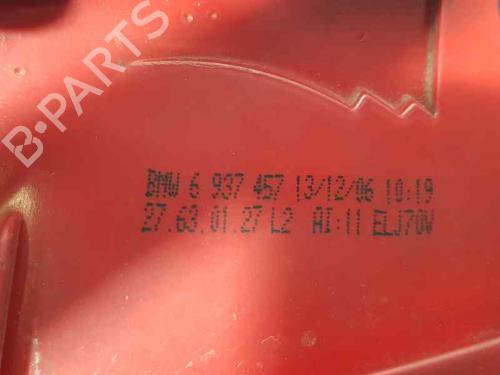 B-PARTS
BMW 6 937 457 13/12/06 10:19
27.63.01.27 L2 AI:11 ELJ70V